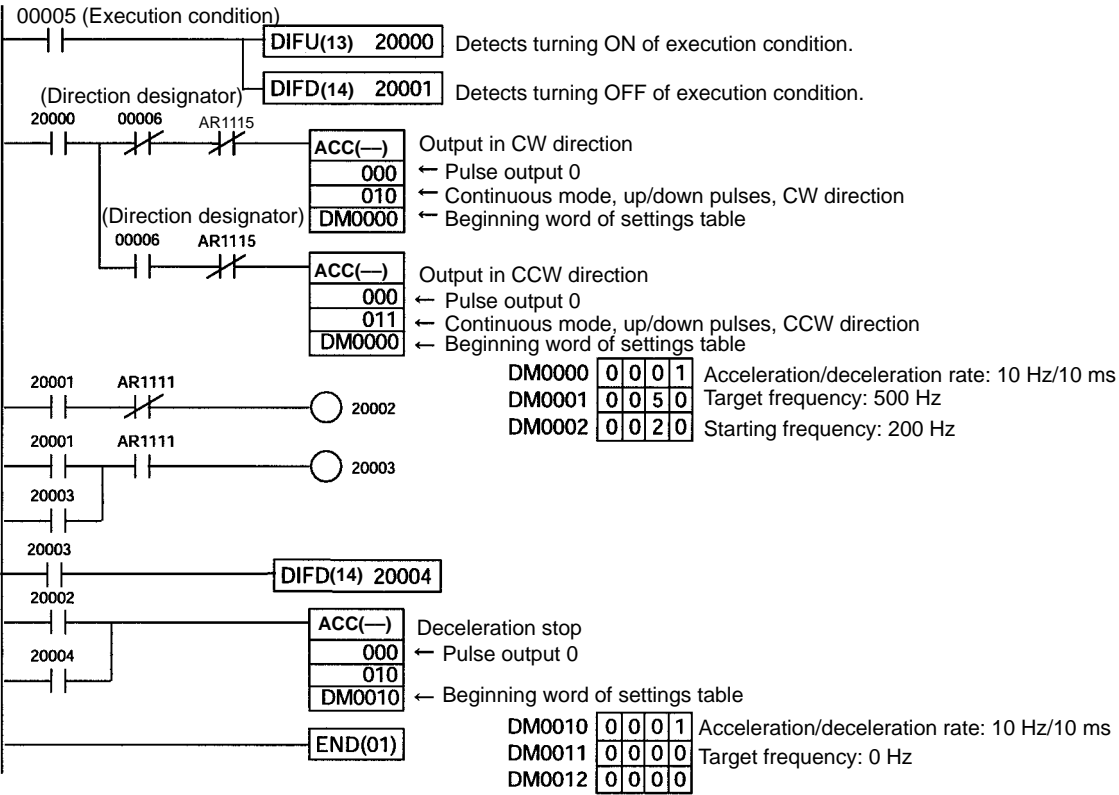 00005 (Execution condition)
DIFU(13) 20000 Detects turning ON of execution condition.
DIFD(14) 20001 Detects turning OFF of execution condition.
(Direction designator)
20000 00006 AR1115
ACC(—) Output in CW direction
000 ← Pulse output 0
010 ← Continuous mode, up/down pulses, CW direction
DM0000 ← Beginning word of settings table
(Direction designator)
00006 AR1115
ACC(—) Output in CCW direction
000 ← Pulse output 0
011 ← Continuous mode, up/down pulses, CCW direction
DM0000 ← Beginning word of settings table
DM0000 0 0 0 1 Acceleration/deceleration rate: 10 Hz/10 ms
DM0001 0 0 5 0 Target frequency: 500 Hz
DM0002 0 0 2 0 Starting frequency: 200 Hz
20001 AR1111
20002
20001 AR1111
20003
20003
20003
DIFD(14) 20004
20002
ACC(—) Deceleration stop
20004
000 ← Pulse output 0
010
DM0010 ← Beginning word of settings table
DM0010 0 0 0 1 Acceleration/deceleration rate: 10 Hz/10 ms
DM0011 0 0 0 0 Target frequency: 0 Hz
DM0012 0 0 0 0
END(01)